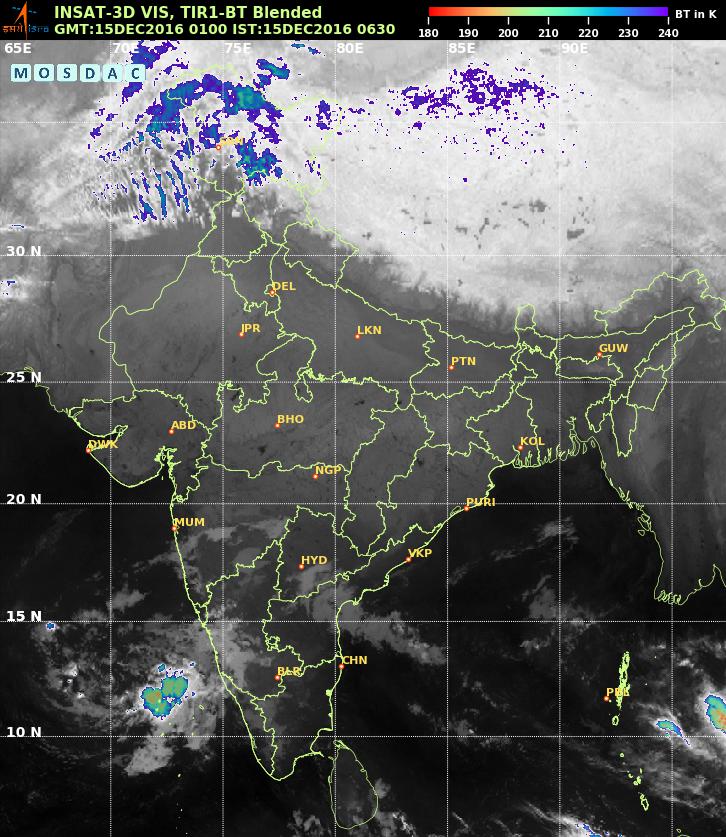 INSAT-3D VIS, TIR1-BT Blended
GMT:15DEC2016 0100 IST:15DEC2016 0630
BT in K
180 190 200 210 220 230 240
65E 70E 75E 80E 85E 90E
MOSDAC
30 N
DEL
JPR
LKN
GUW
PTN
25 N
ABD
BHO
DWK
KOL
NGP
20 N
PURI
MUM
HYD
VKP
15 N
BLR
CHN
PBL
10 N